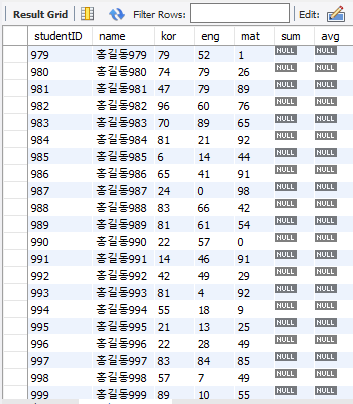 Result Grid Filter Rows: Edit:
studentID name kor eng mat sum avg
979 홍길동979 79 52 1 NULL NULL
980 홍길동980 74 79 26 NULL NULL
981 홍길동981 47 79 89 NULL NULL
982 홍길동982 96 60 76 NULL NULL
983 홍길동983 70 89 65 NULL NULL
984 홍길동984 81 21 92 NULL NULL
985 홍길동985 6 14 44 NULL NULL
986 홍길동986 65 41 91 NULL NULL
987 홍길동987 24 0 98 NULL NULL
988 홍길동988 83 66 42 NULL NULL
989 홍길동989 81 61 54 NULL NULL
990 홍길동990 22 57 0 NULL NULL
991 홍길동991 14 46 91 NULL NULL
992 홍길동992 42 49 29 NULL NULL
993 홍길동993 81 4 92 NULL NULL
994 홍길동994 55 18 9 NULL NULL
995 홍길동995 21 13 25 NULL NULL
996 홍길동996 22 28 49 NULL NULL
997 홍길동997 83 84 85 NULL NULL
998 홍길동998 57 7 49 NULL NULL
999 홍길동999 89 10 55 NULL NULL